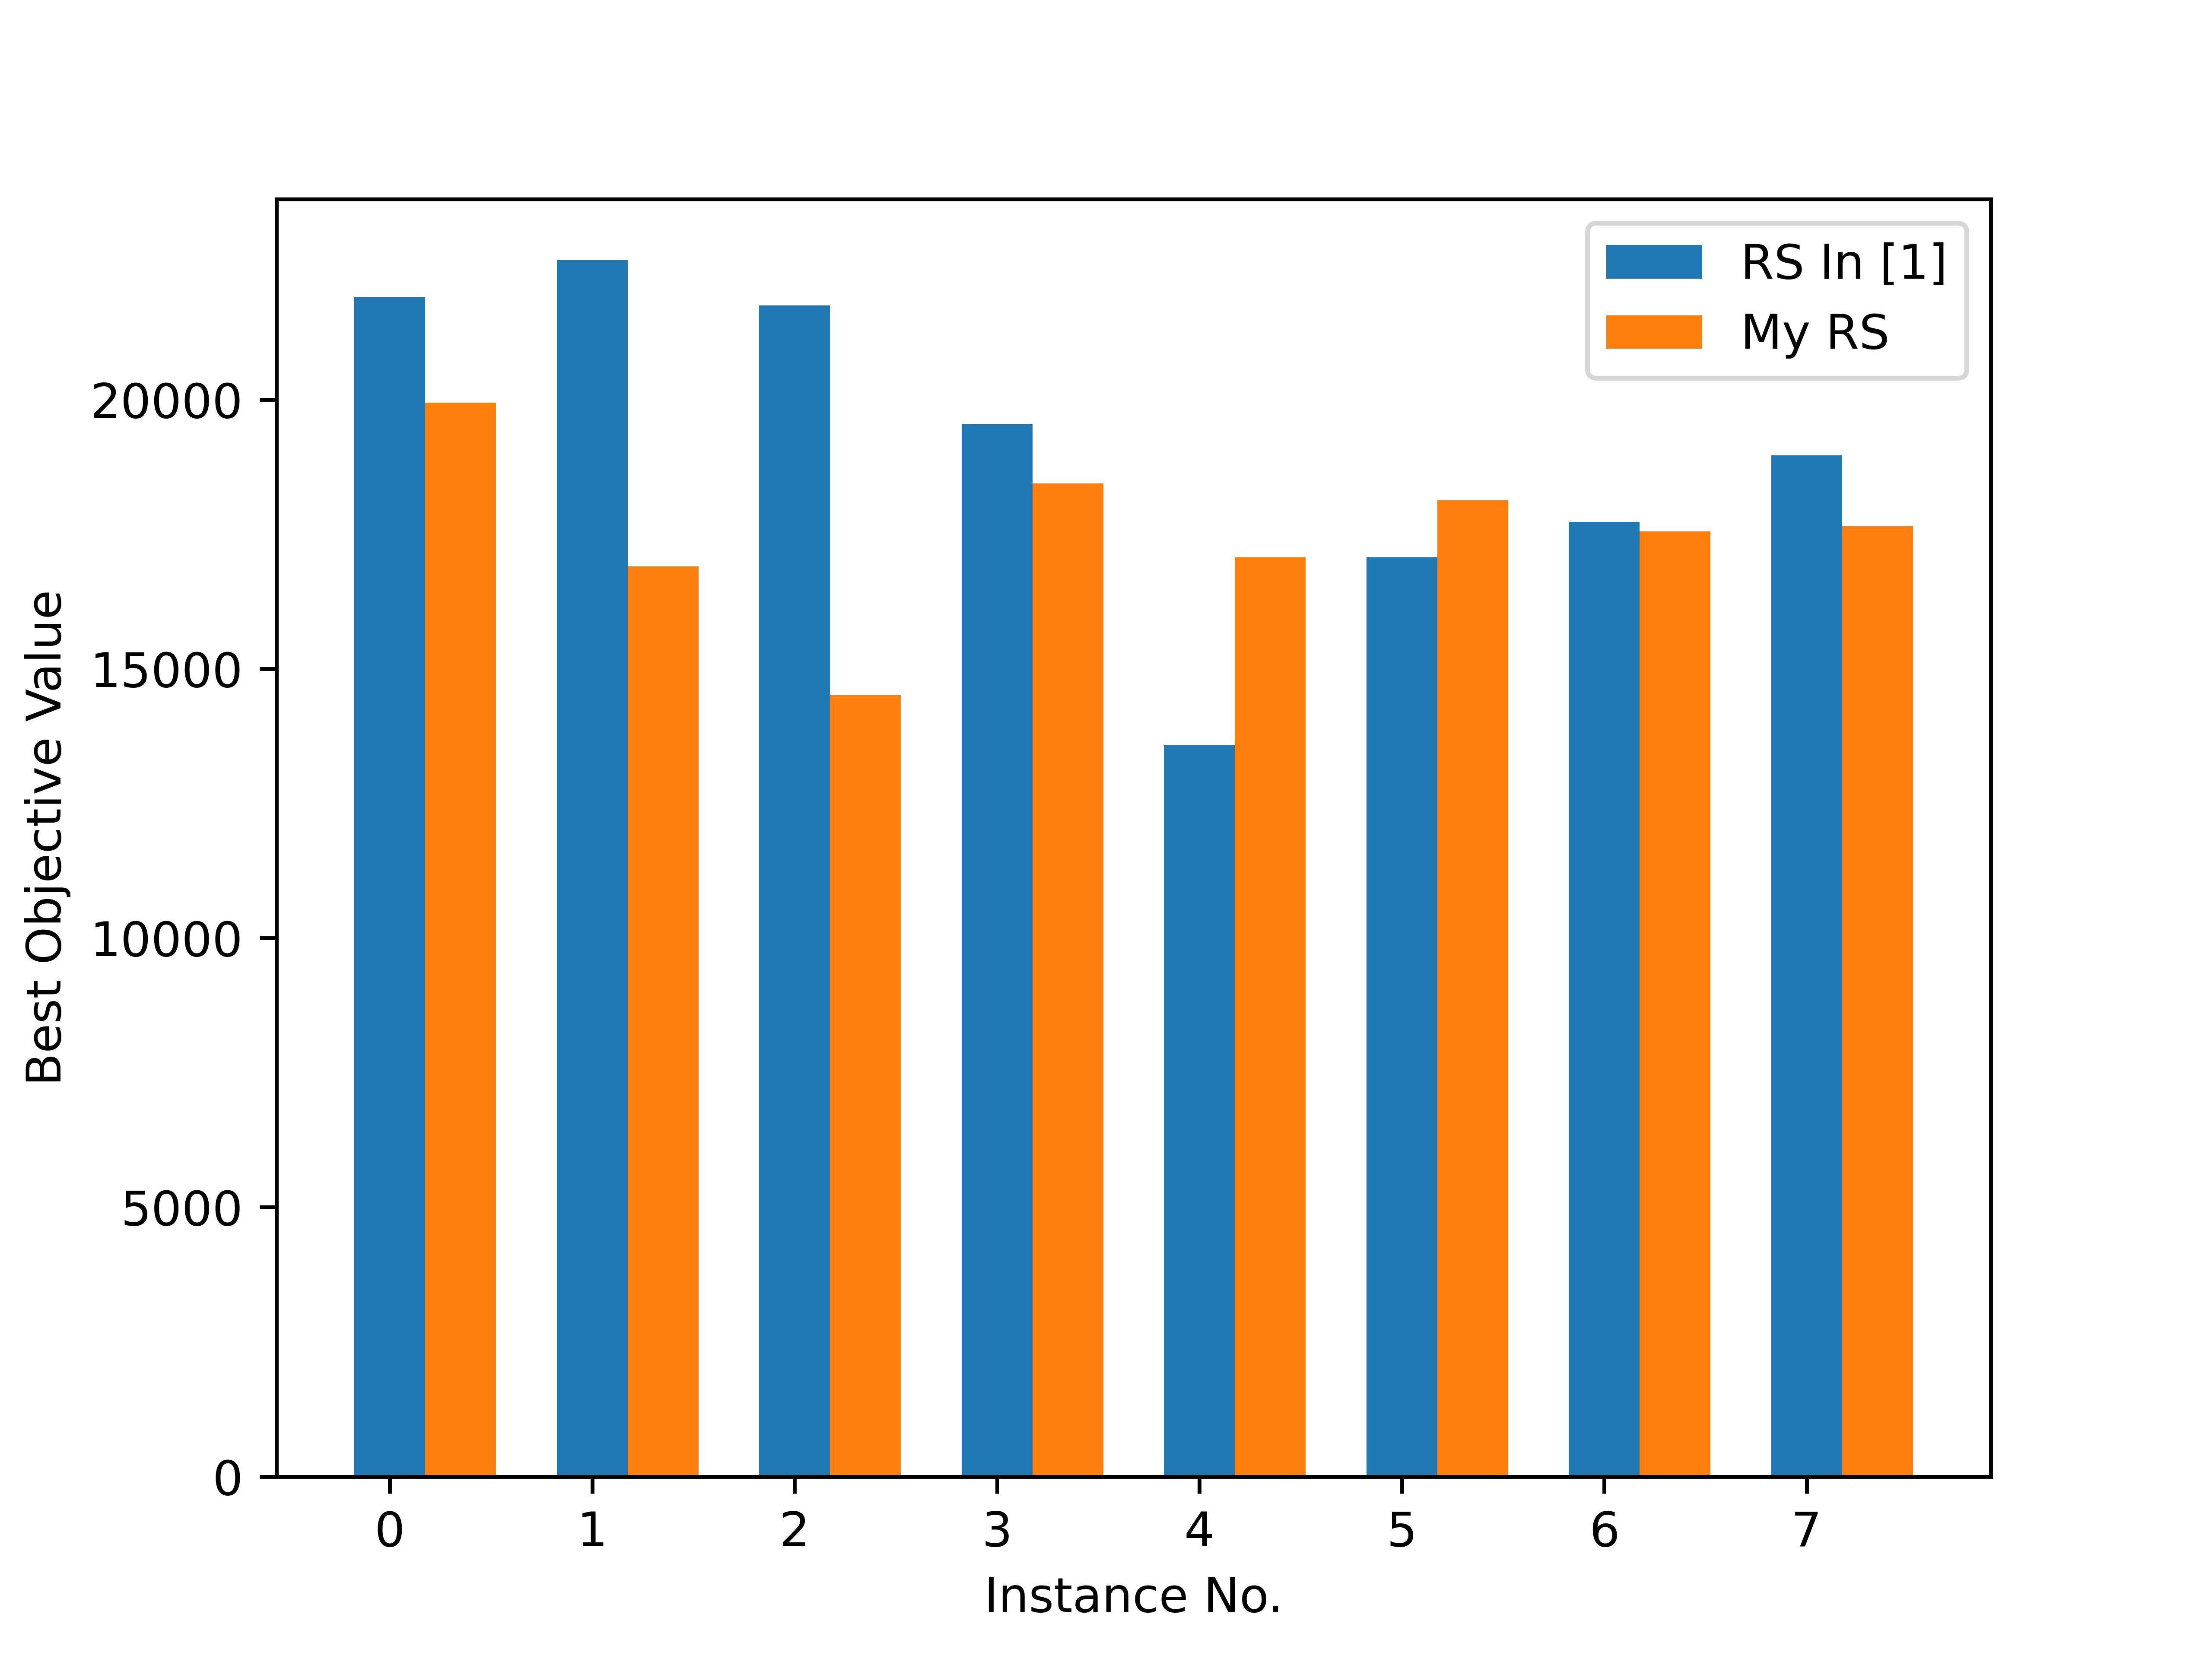 RS In [1]
My RS
20000
15000
10000
5000
0
Best Objective Value
0 1 2 3 4 5 6 7
Instance No.